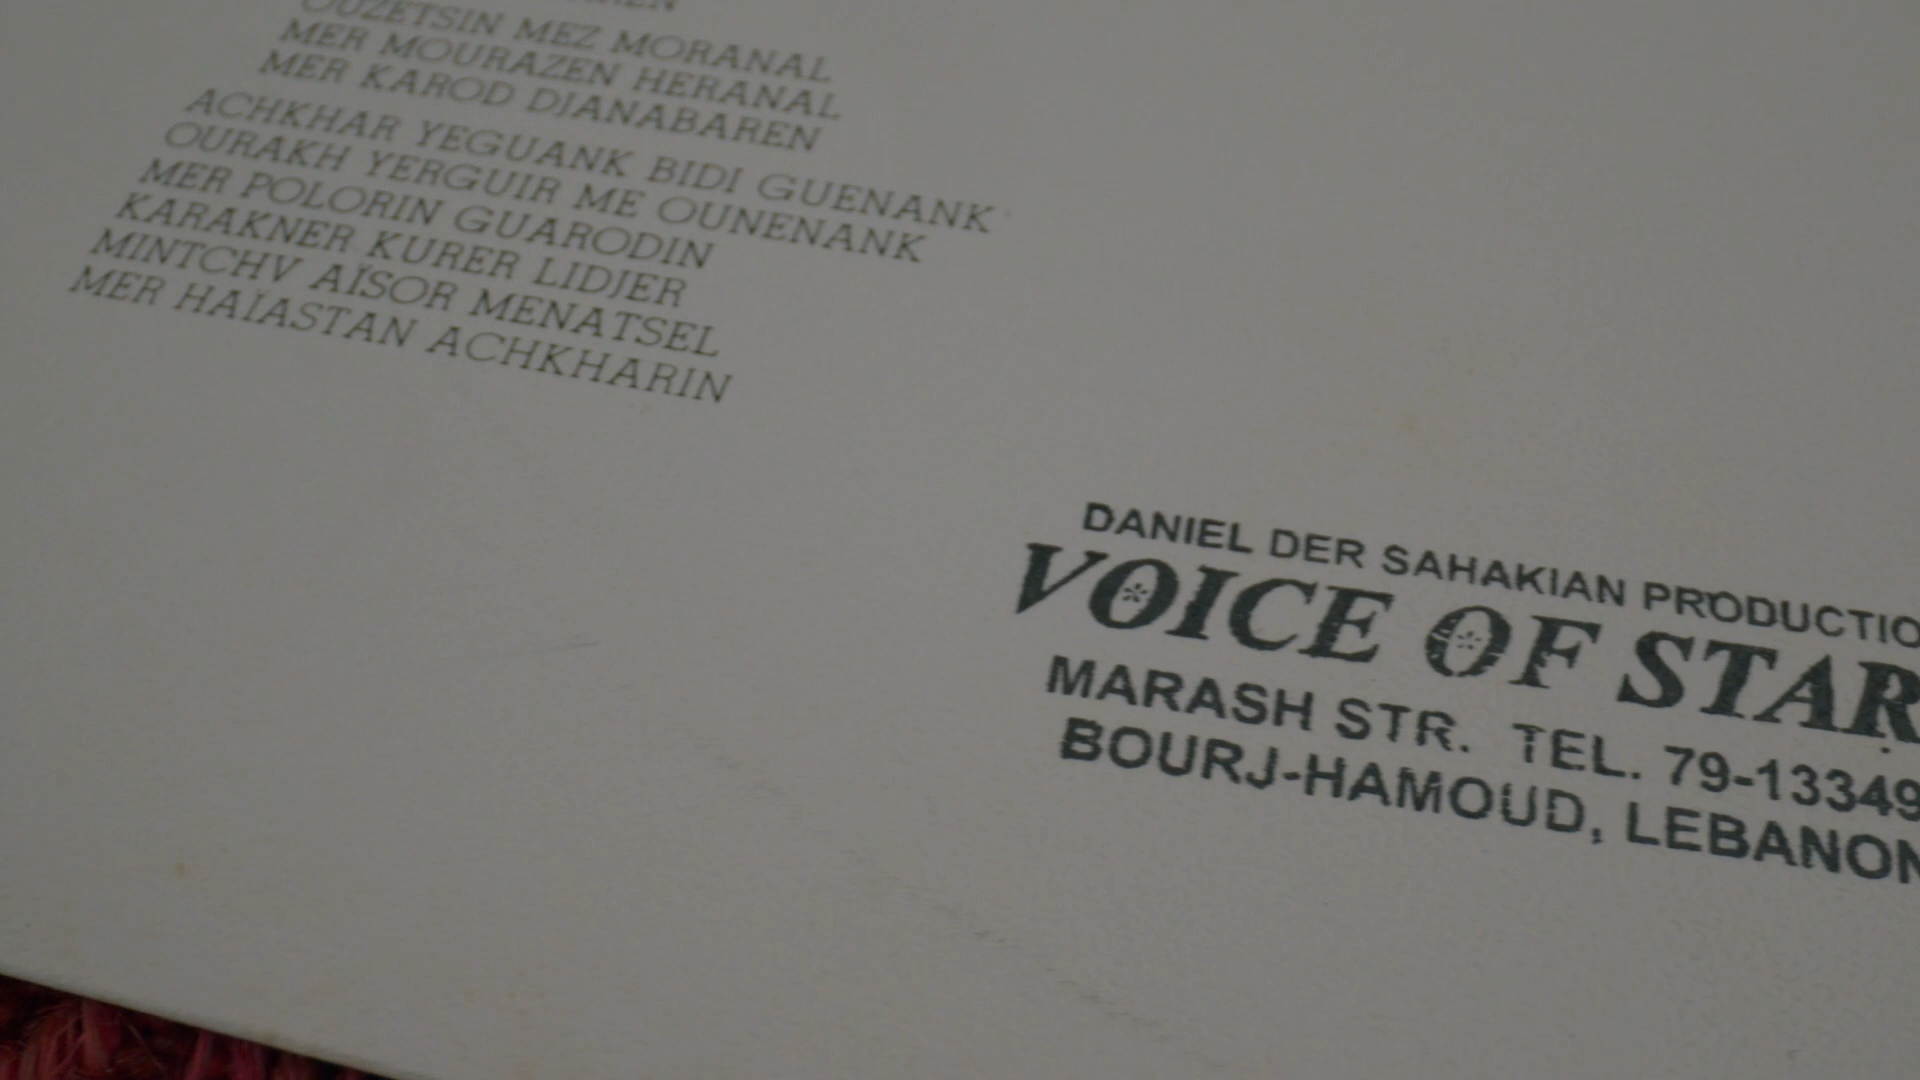 OUZETSIN MEZ MORANAL
MER MOURAZEN HERANAL
MER KAROD DJANABAREN
ACHKHAR YEGUANK BIDI GUENANK
OURAKH YERGUIR ME OUNENANK
MER POLORIN GUARODIN
KARAKNER KURER LIDJER
MINTCHV AÏSOR MENATSEL
MER HAÏASTAN ACHKHARIN
DANIEL DER SAHAKIAN PRODUCTIO
VOICE OF STAR
MARASH STR. TEL. 79-13349
BOURJ-HAMOUD, LEBANON